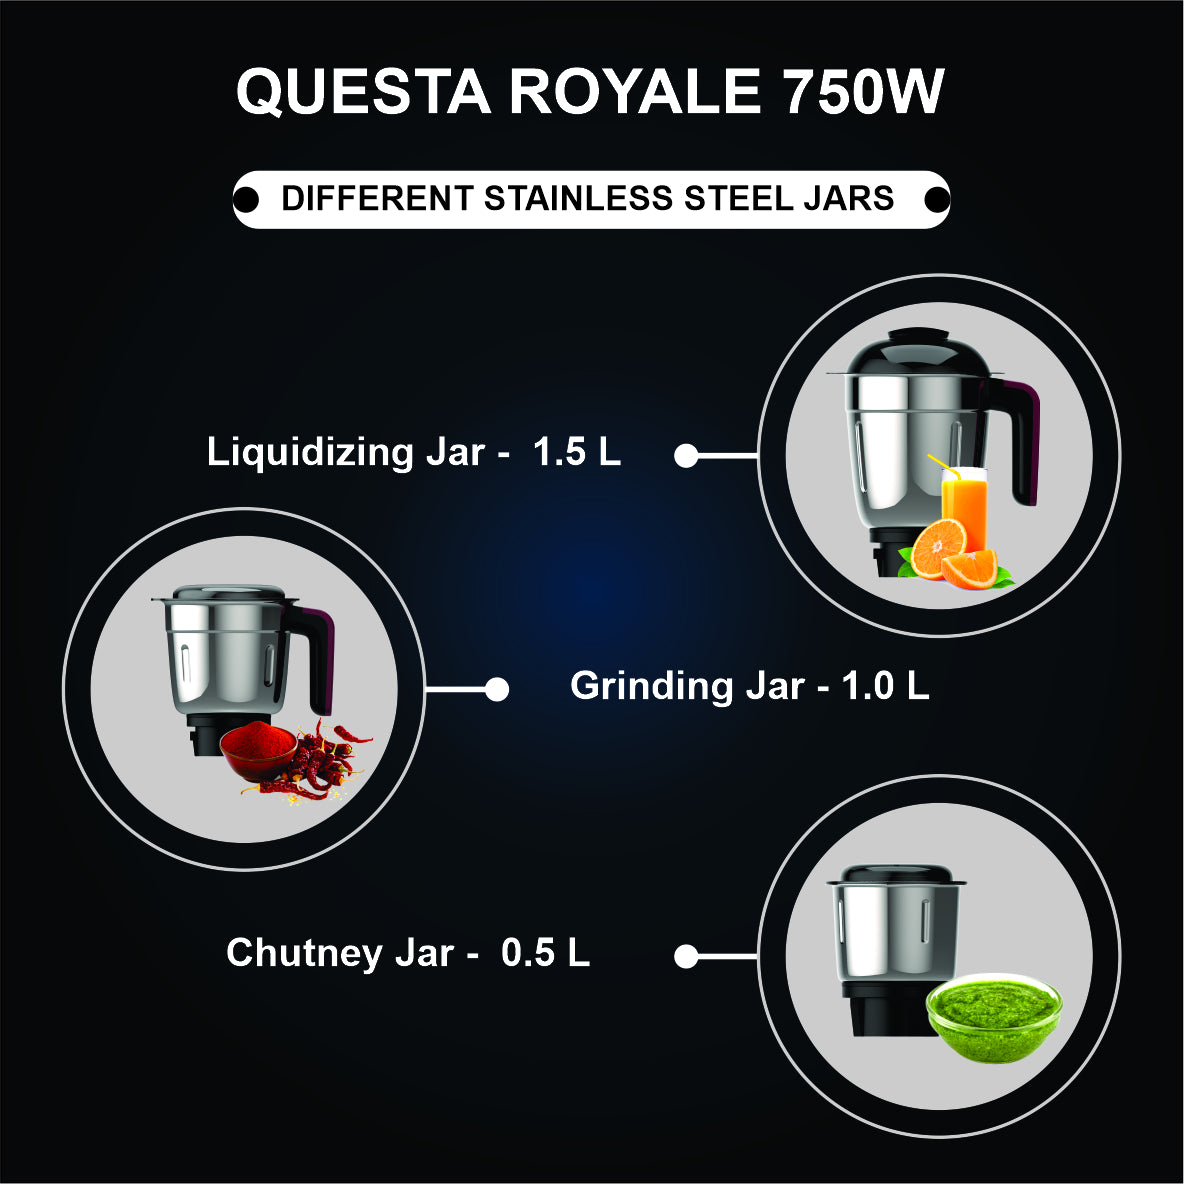 QUESTA ROYALE 750W
DIFFERENT STAINLESS STEEL JARS
Liquidizing Jar - 1.5 L
Grinding Jar - 1.0 L
Chutney Jar - 0.5 L